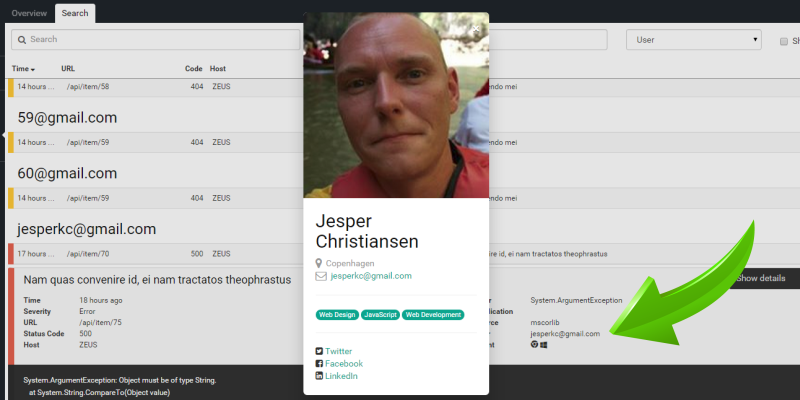 Overview Search
Search User Sh
Time URL Code Host
14 hours ... /api/item/58 404 ZEUS endo mei
59@gmail.com
14 hours ... /api/item/59 404 ZEUS endo mei
60@gmail.com
14 hours ... /api/item/59 404 ZEUS endo mei
jesperkc@gmail.com
17 hours ... /api/item/70 500 ZEUS nvenire id, ei nam tractatos theophrastus
Nam quas convenire id, ei nam tractatos theophrastus Show details
Time 18 hours ago System.ArgumentException
Severity Error lication
URL /api/item/75 rce mscorlib
Status Code 500 jesperkc@gmail.com
Host ZEUS
System.ArgumentException: Object must be of type String.
at System.String.CompareTo(Object value)
Jesper
Christiansen
Copenhagen
jesperkc@gmail.com
Web Design JavaScript Web Development
Twitter
Facebook
LinkedIn